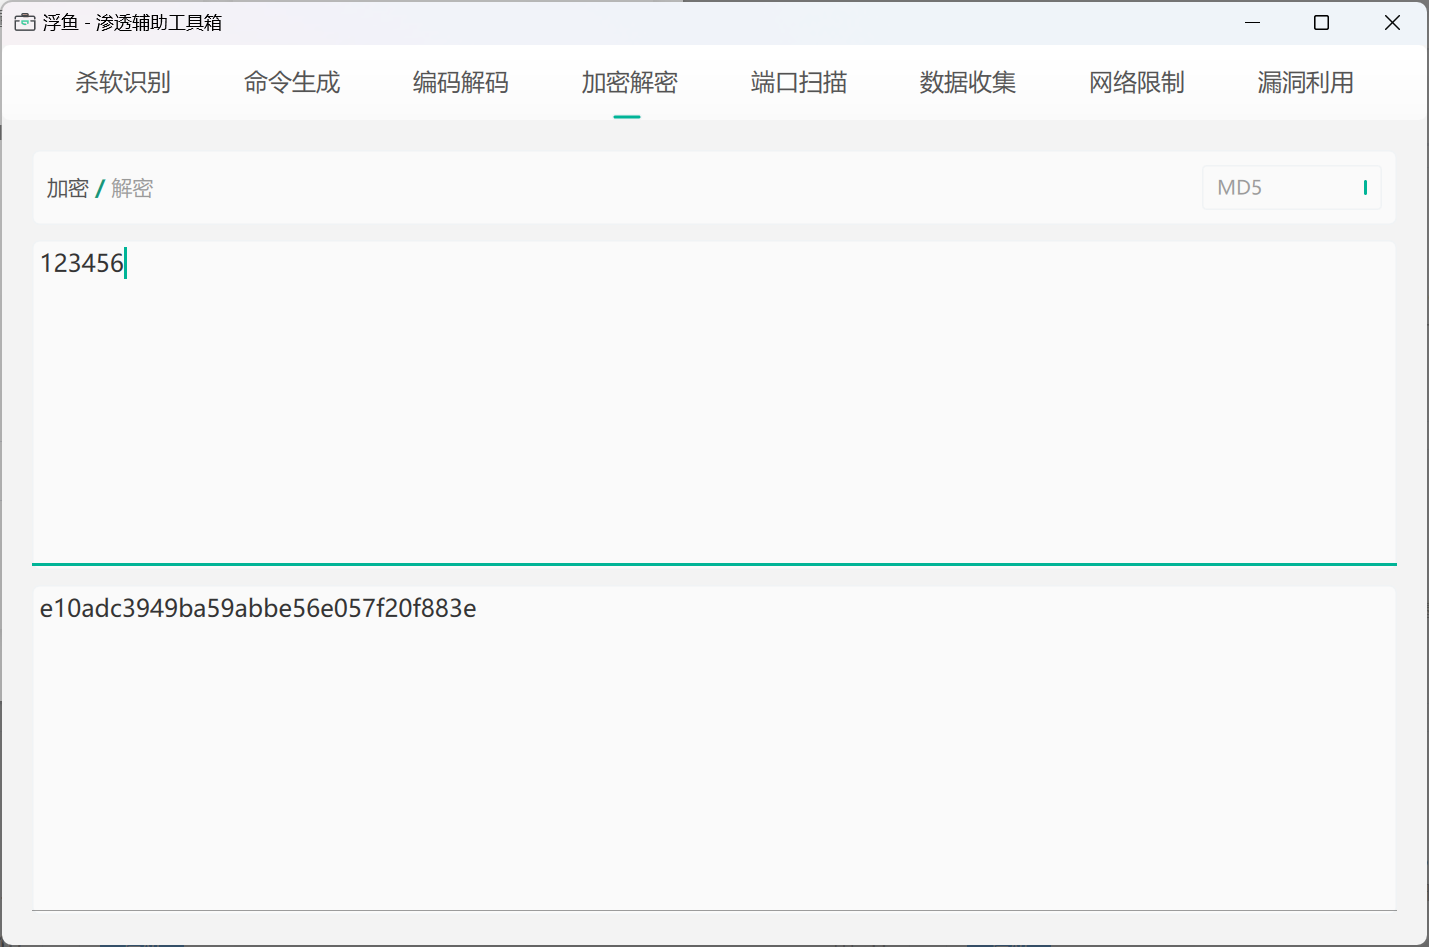 浮鱼 - 渗透辅助工具箱
杀软识别 命令生成 编码解码 加密解密 端口扫描 数据收集 网络限制 漏洞利用
加密 / 解密 MD5
123456
e10adc3949ba59abbe56e057f20f883e